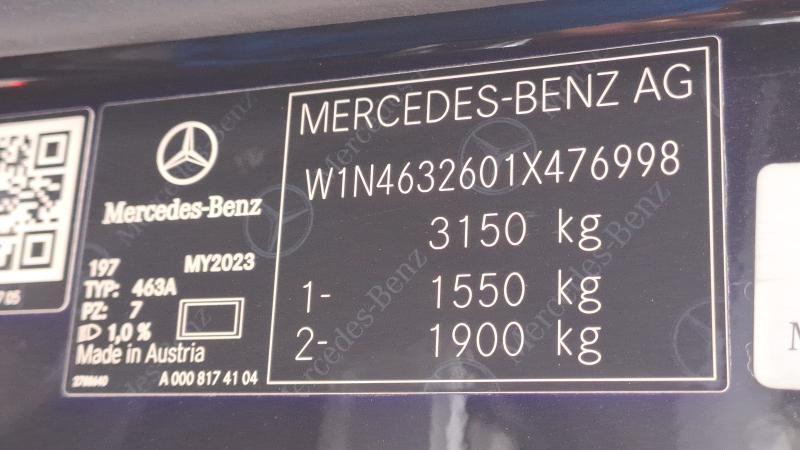 MERCEDES-BENZ AG
W1N4632601X476998
3150 kg
1- 1550 kg
2- 1900 kg
Mercedes-Benz
197 MY2023
TYP: 463A
PZ: 7
1,0 %
Made in Austria
A 000 817 41 04